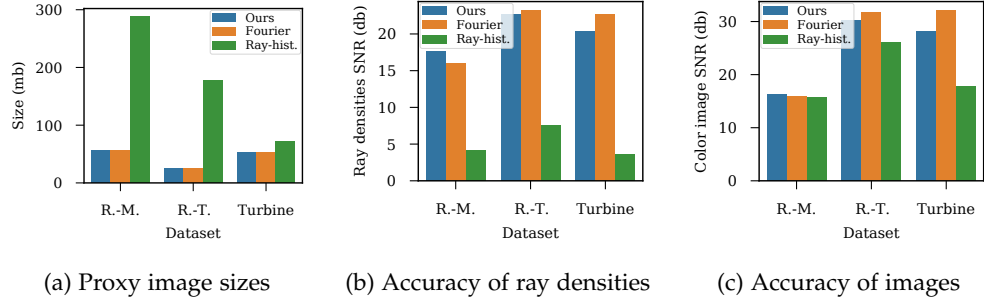 300
200
100
0
Size (mb)
Ours
Fourier
Ray-hist.
R.-M.
R.-T.
Turbine
Dataset
(a) Proxy image sizes
20
15
10
5
0
Ray densities SNR (db)
Ours
Fourier
Ray-hist.
R.-M.
R.-T.
Turbine
Dataset
(b) Accuracy of ray densities
30
20
10
0
Color image SNR (db)
Ours
Fourier
Ray-hist.
R.-M.
R.-T.
Turbine
Dataset
(c) Accuracy of images